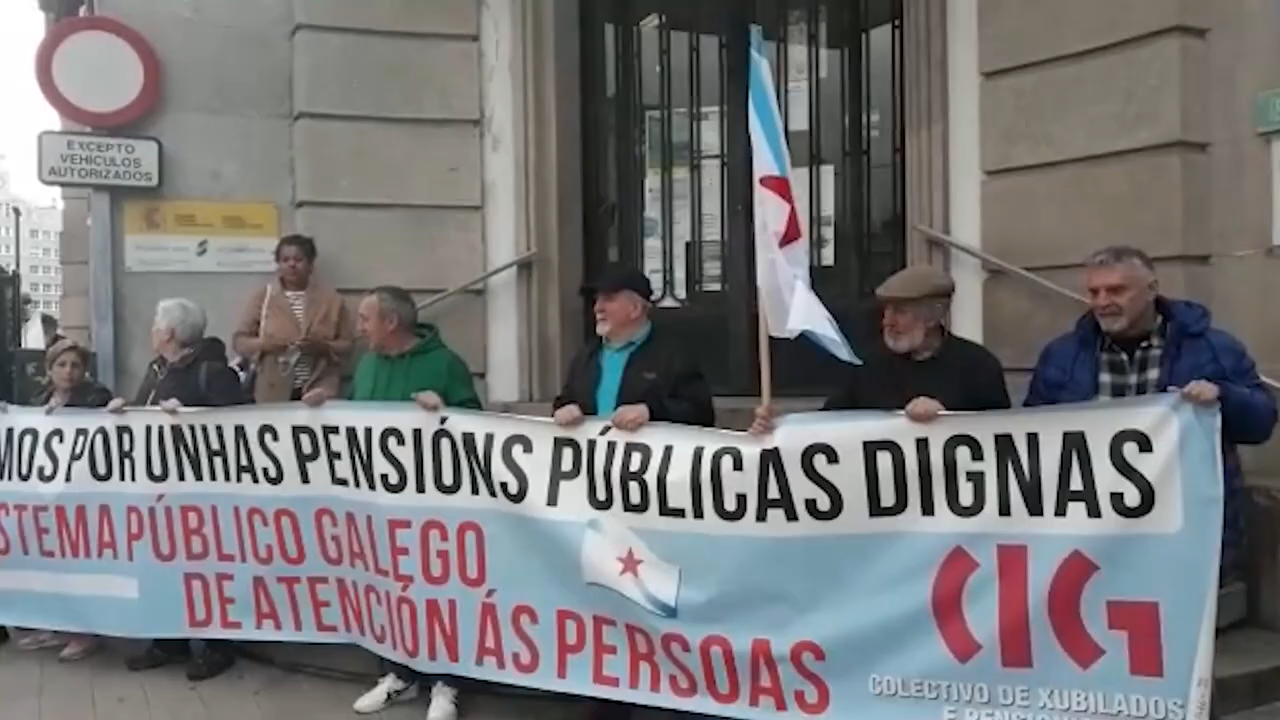 EXCEPTO
VEHICULOS
AUTORIZADOS
MOS POR UNHAS PENSIÓNS PÚBLICAS DIGNAS
STEMA PÚBLICO GALEGO
DE ATENCIÓN ÁS PERSOAS
CIG
COLECTIVO DE XUBILADOS